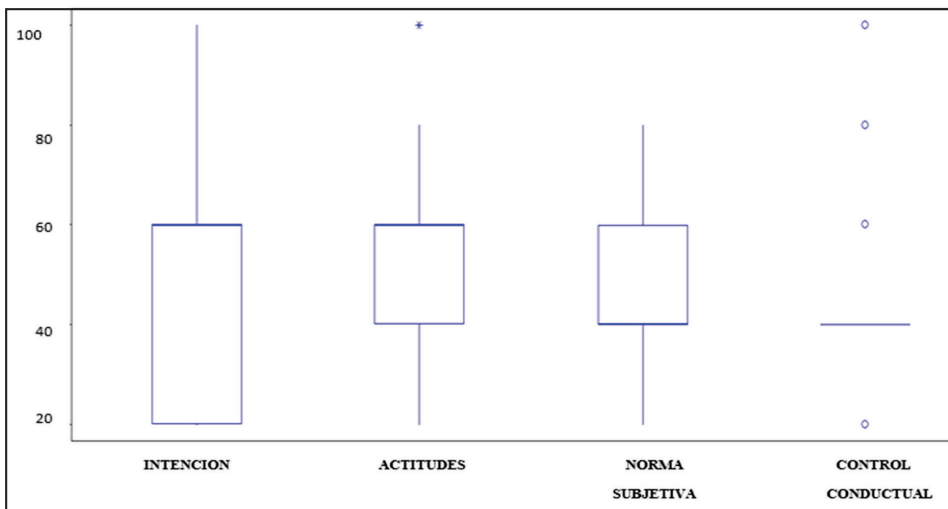 100
80
60
40
20
INTENCION ACTITUDES NORMA CONTROL
SUBJETIVA CONDUCTUAL